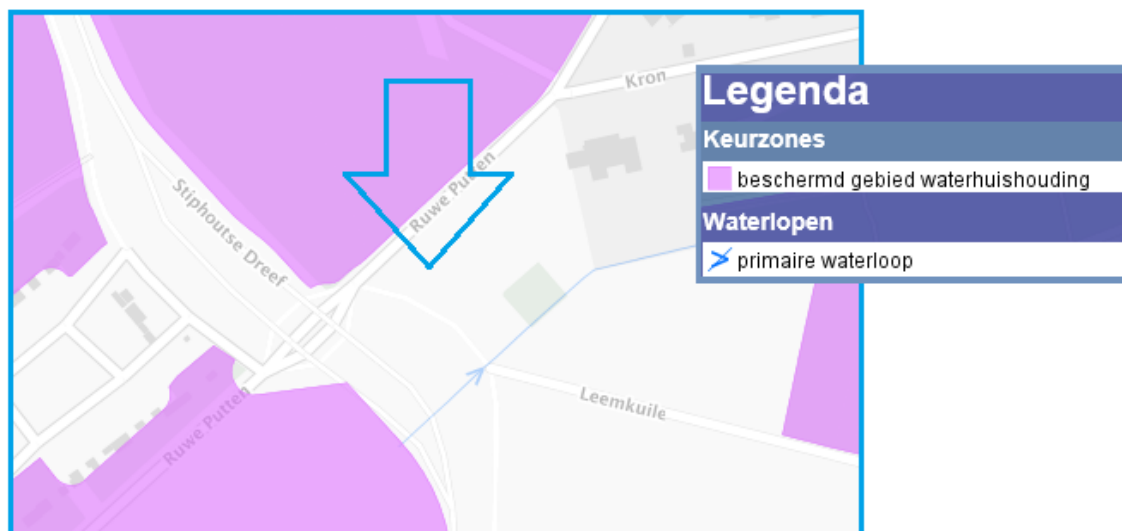 Kron
Ruwe Putten
Stiphoutse Dreef
Leemkuile
Ruwe Putten
Legenda
Keurzones
beschermd gebied waterhuishouding
Waterlopen
primaire waterloop